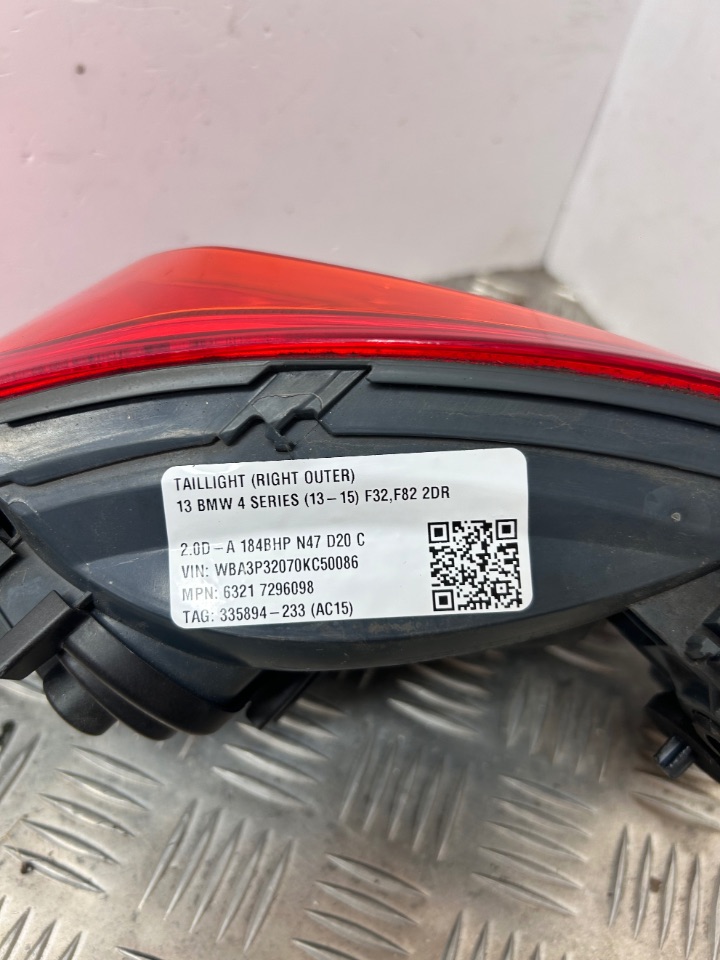 TAILLIGHT (RIGHT OUTER)
13 BMW 4 SERIES (13-15) F32,F82 2DR
2.0D-A 184BHP N47 D20 C
VIN: WBA3P32070KC50086
MPN: 6321 7296098
TAG: 335894-233 (AC15)